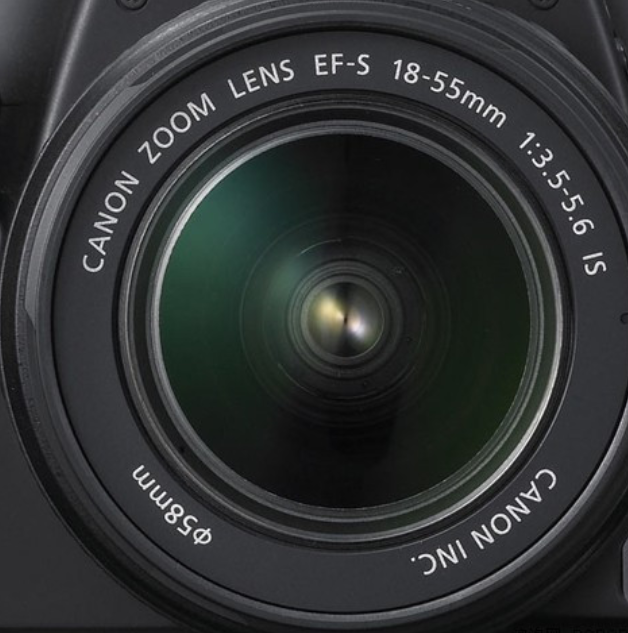 CANON ZOOM LENS EF-S 18-55mm 1:3.5-5.6 IS
CANON INC.
φ58mm